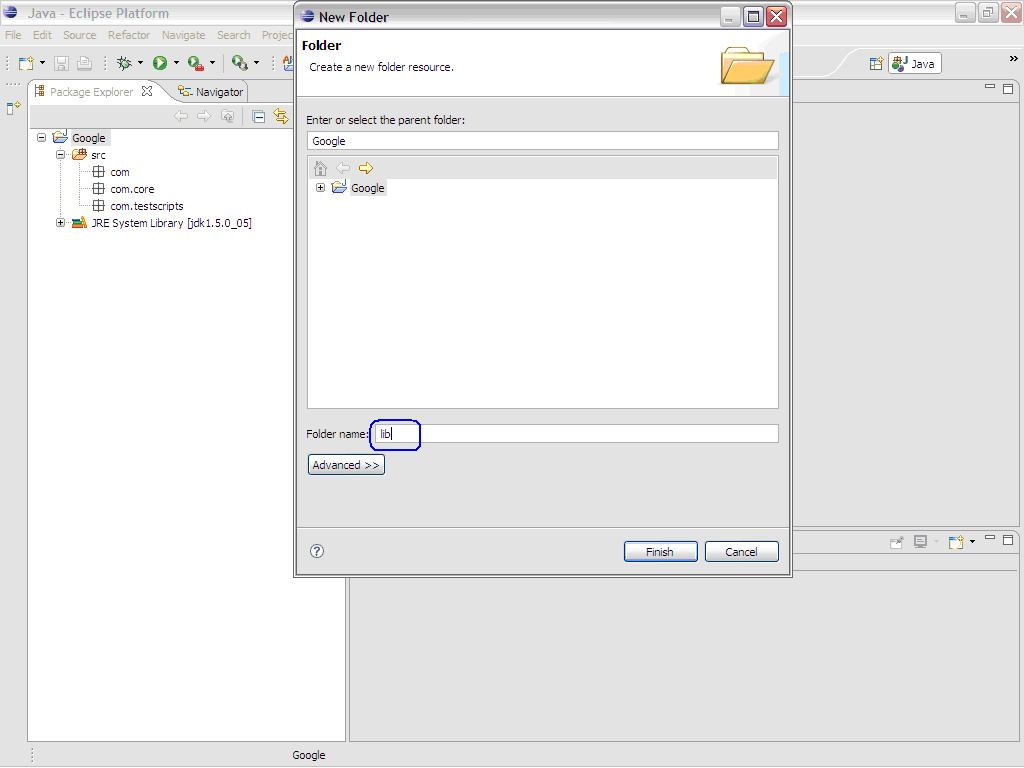 Java - Eclipse Platform
File Edit Source Refactor Navigate Search Projec
Java
»
Package Explorer
Navigator
Google
src
com
com.core
com.testscripts
JRE System Library [jdk1.5.0_05]
New Folder
Folder
Create a new folder resource.
Enter or select the parent folder:
Google
Google
Folder name: lib
Advanced >>
?
Finish Cancel
Google